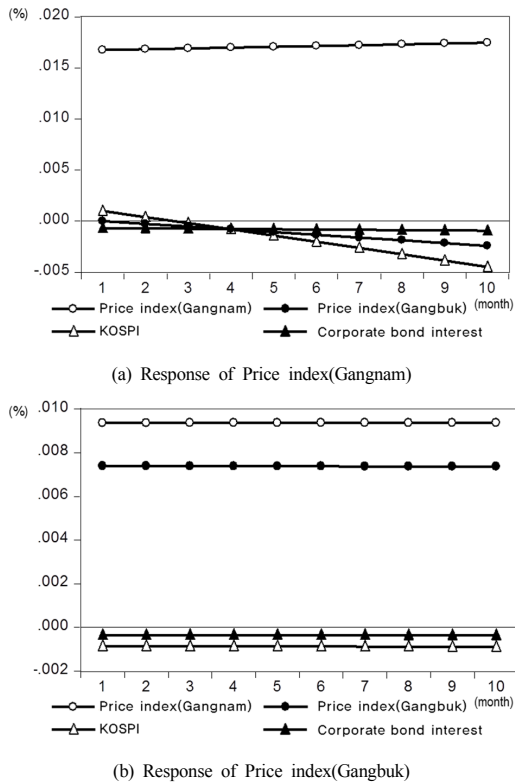 (%)
.020
.015
.010
.005
.000
-.005
1 2 3 4 5 6 7 8 9 10
(month)
Price index(Gangnam) Price index(Gangbuk)
KOSPI Corporate bond interest
(a) Response of Price index(Gangnam)
(%)
.010
.008
.006
.004
.002
.000
-.002
1 2 3 4 5 6 7 8 9 10
(month)
Price index(Gangnam) Price index(Gangbuk)
KOSPI Corporate bond interest
(b) Response of Price index(Gangbuk)